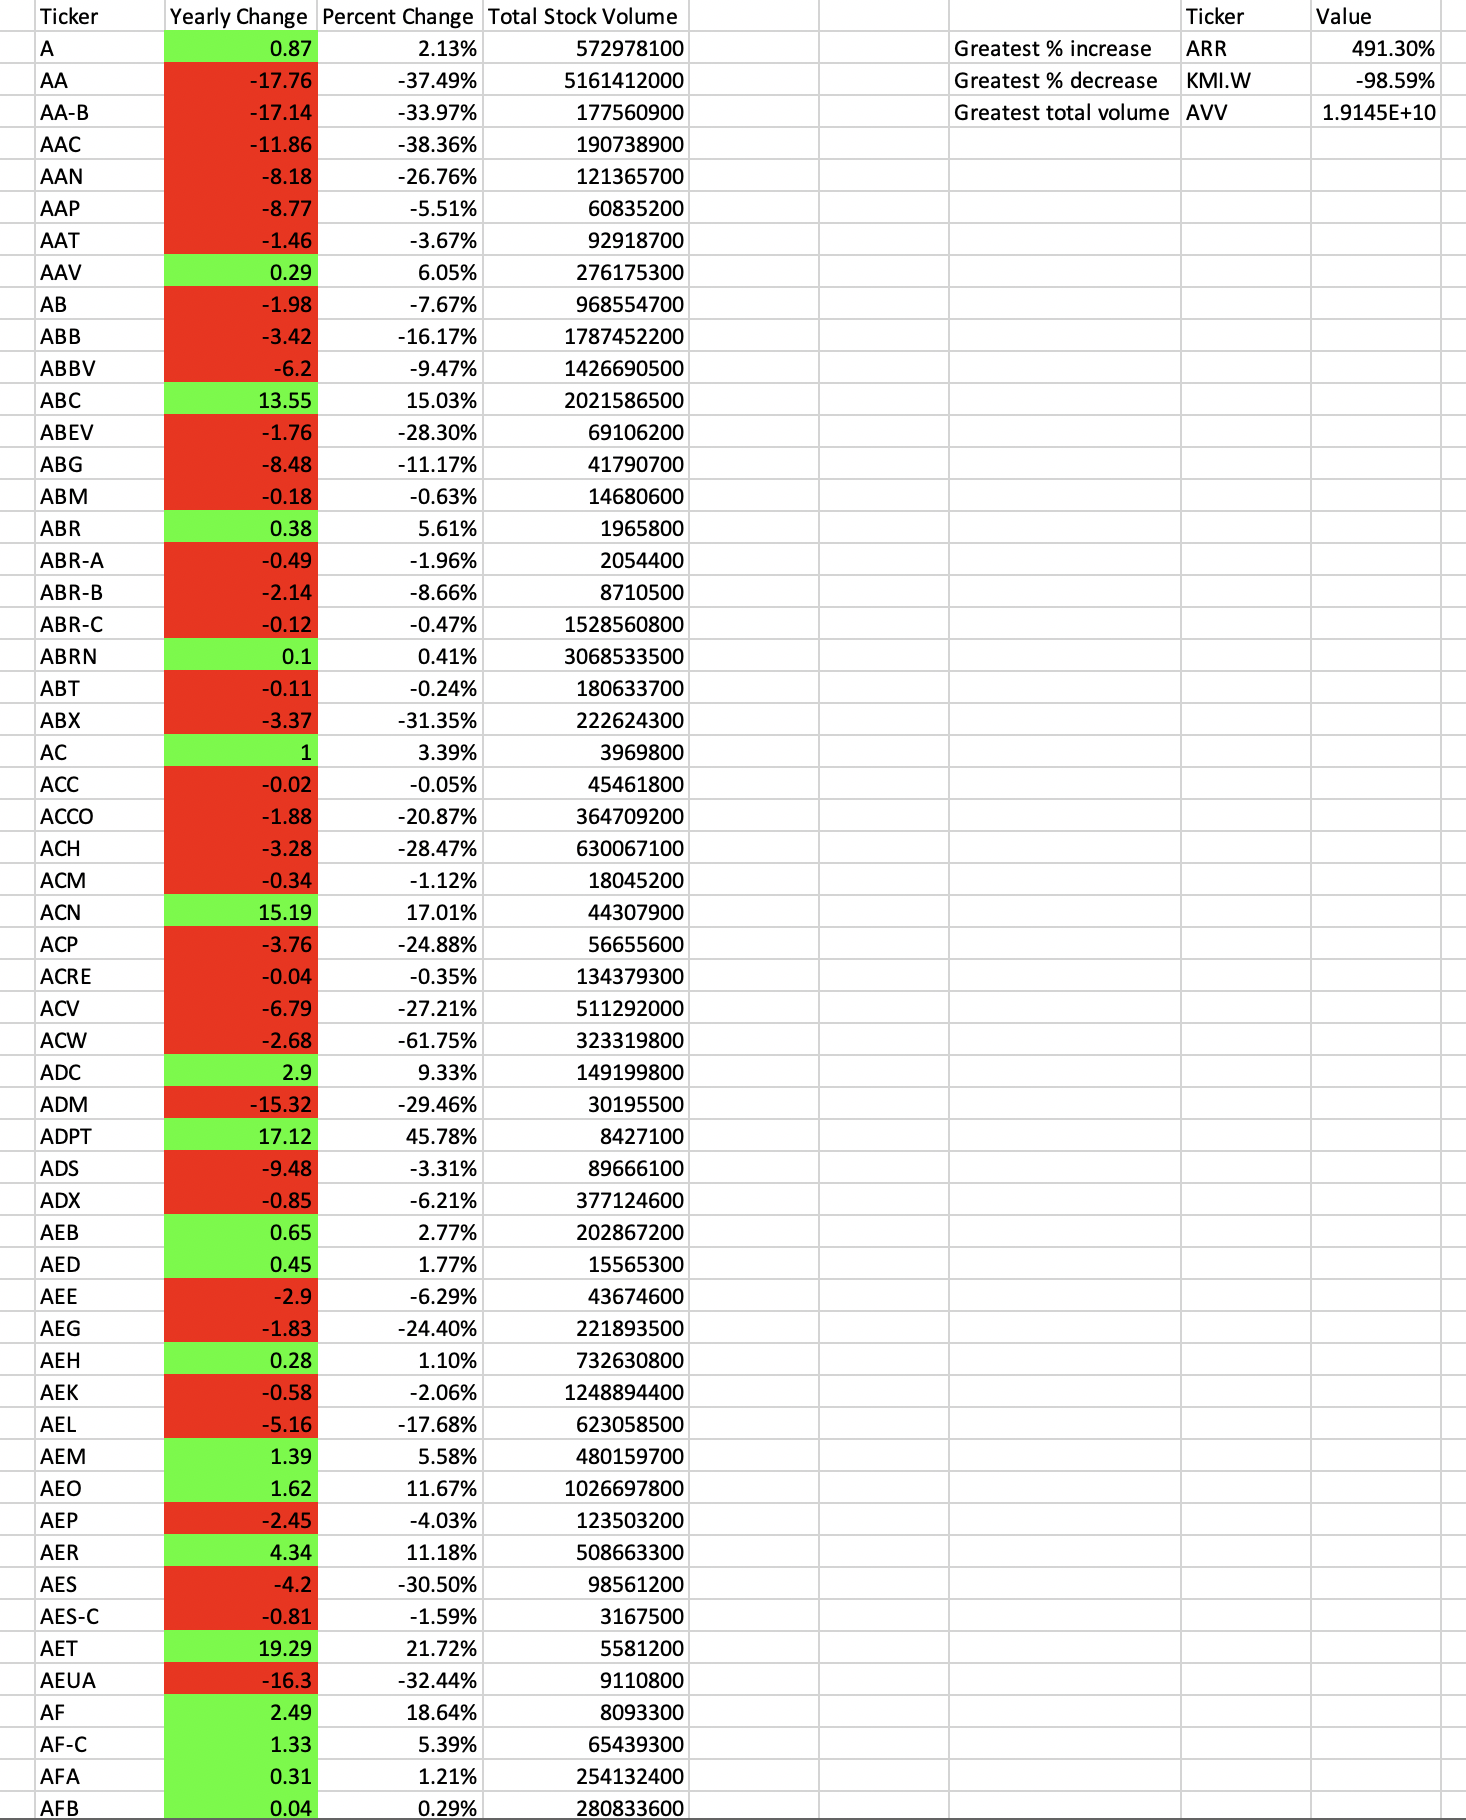 Ticker Yearly Change Percent Change Total Stock Volume Ticker Value
A 0.87 2.13% 572978100 Greatest % increase ARR 491.30%
AA -17.76 -37.49% 5161412000 Greatest % decrease KMI.W -98.59%
AA-B -17.14 -33.97% 177560900 Greatest total volume AVV 1.9145E+10
AAC -11.86 -38.36% 190738900
AAN -8.18 -26.76% 121365700
AAP -8.77 -5.51% 60835200
AAT -1.46 -3.67% 92918700
AAV 0.29 6.05% 276175300
AB -1.98 -7.67% 968554700
ABB -3.42 -16.17% 1787452200
ABBV -6.2 -9.47% 1426690500
ABC 13.55 15.03% 2021586500
ABEV -1.76 -28.30% 69106200
ABG -8.48 -11.17% 41790700
ABM -0.18 -0.63% 14680600
ABR 0.38 5.61% 1965800
ABR-A -0.49 -1.96% 2054400
ABR-B -2.14 -8.66% 8710500
ABR-C -0.12 -0.47% 1528560800
ABRN 0.1 0.41% 3068533500
ABT -0.11 -0.24% 180633700
ABX -3.37 -31.35% 222624300
AC 1 3.39% 3969800
ACC -0.02 -0.05% 45461800
ACCO -1.88 -20.87% 364709200
ACH -3.28 -28.47% 630067100
ACM -0.34 -1.12% 18045200
ACN 15.19 17.01% 44307900
ACP -3.76 -24.88% 56655600
ACRE -0.04 -0.35% 134379300
ACV -6.79 -27.21% 511292000
ACW -2.68 -61.75% 323319800
ADC 2.9 9.33% 149199800
ADM -15.32 -29.46% 30195500
ADPT 17.12 45.78% 8427100
ADS -9.48 -3.31% 89666100
ADX -0.85 -6.21% 377124600
AEB 0.65 2.77% 202867200
AED 0.45 1.77% 15565300
AEE -2.9 -6.29% 43674600
AEG -1.83 -24.40% 221893500
AEH 0.28 1.10% 732630800
AEK -0.58 -2.06% 1248894400
AEL -5.16 -17.68% 623058500
AEM 1.39 5.58% 480159700
AEO 1.62 11.67% 1026697800
AEP -2.45 -4.03% 123503200
AER 4.34 11.18% 508663300
AES -4.2 -30.50% 98561200
AES-C -0.81 -1.59% 3167500
AET 19.29 21.72% 5581200
AEUA -16.3 -32.44% 9110800
AF 2.49 18.64% 8093300
AF-C 1.33 5.39% 65439300
AFA 0.31 1.21% 254132400
AFB 0.04 0.29% 280833600